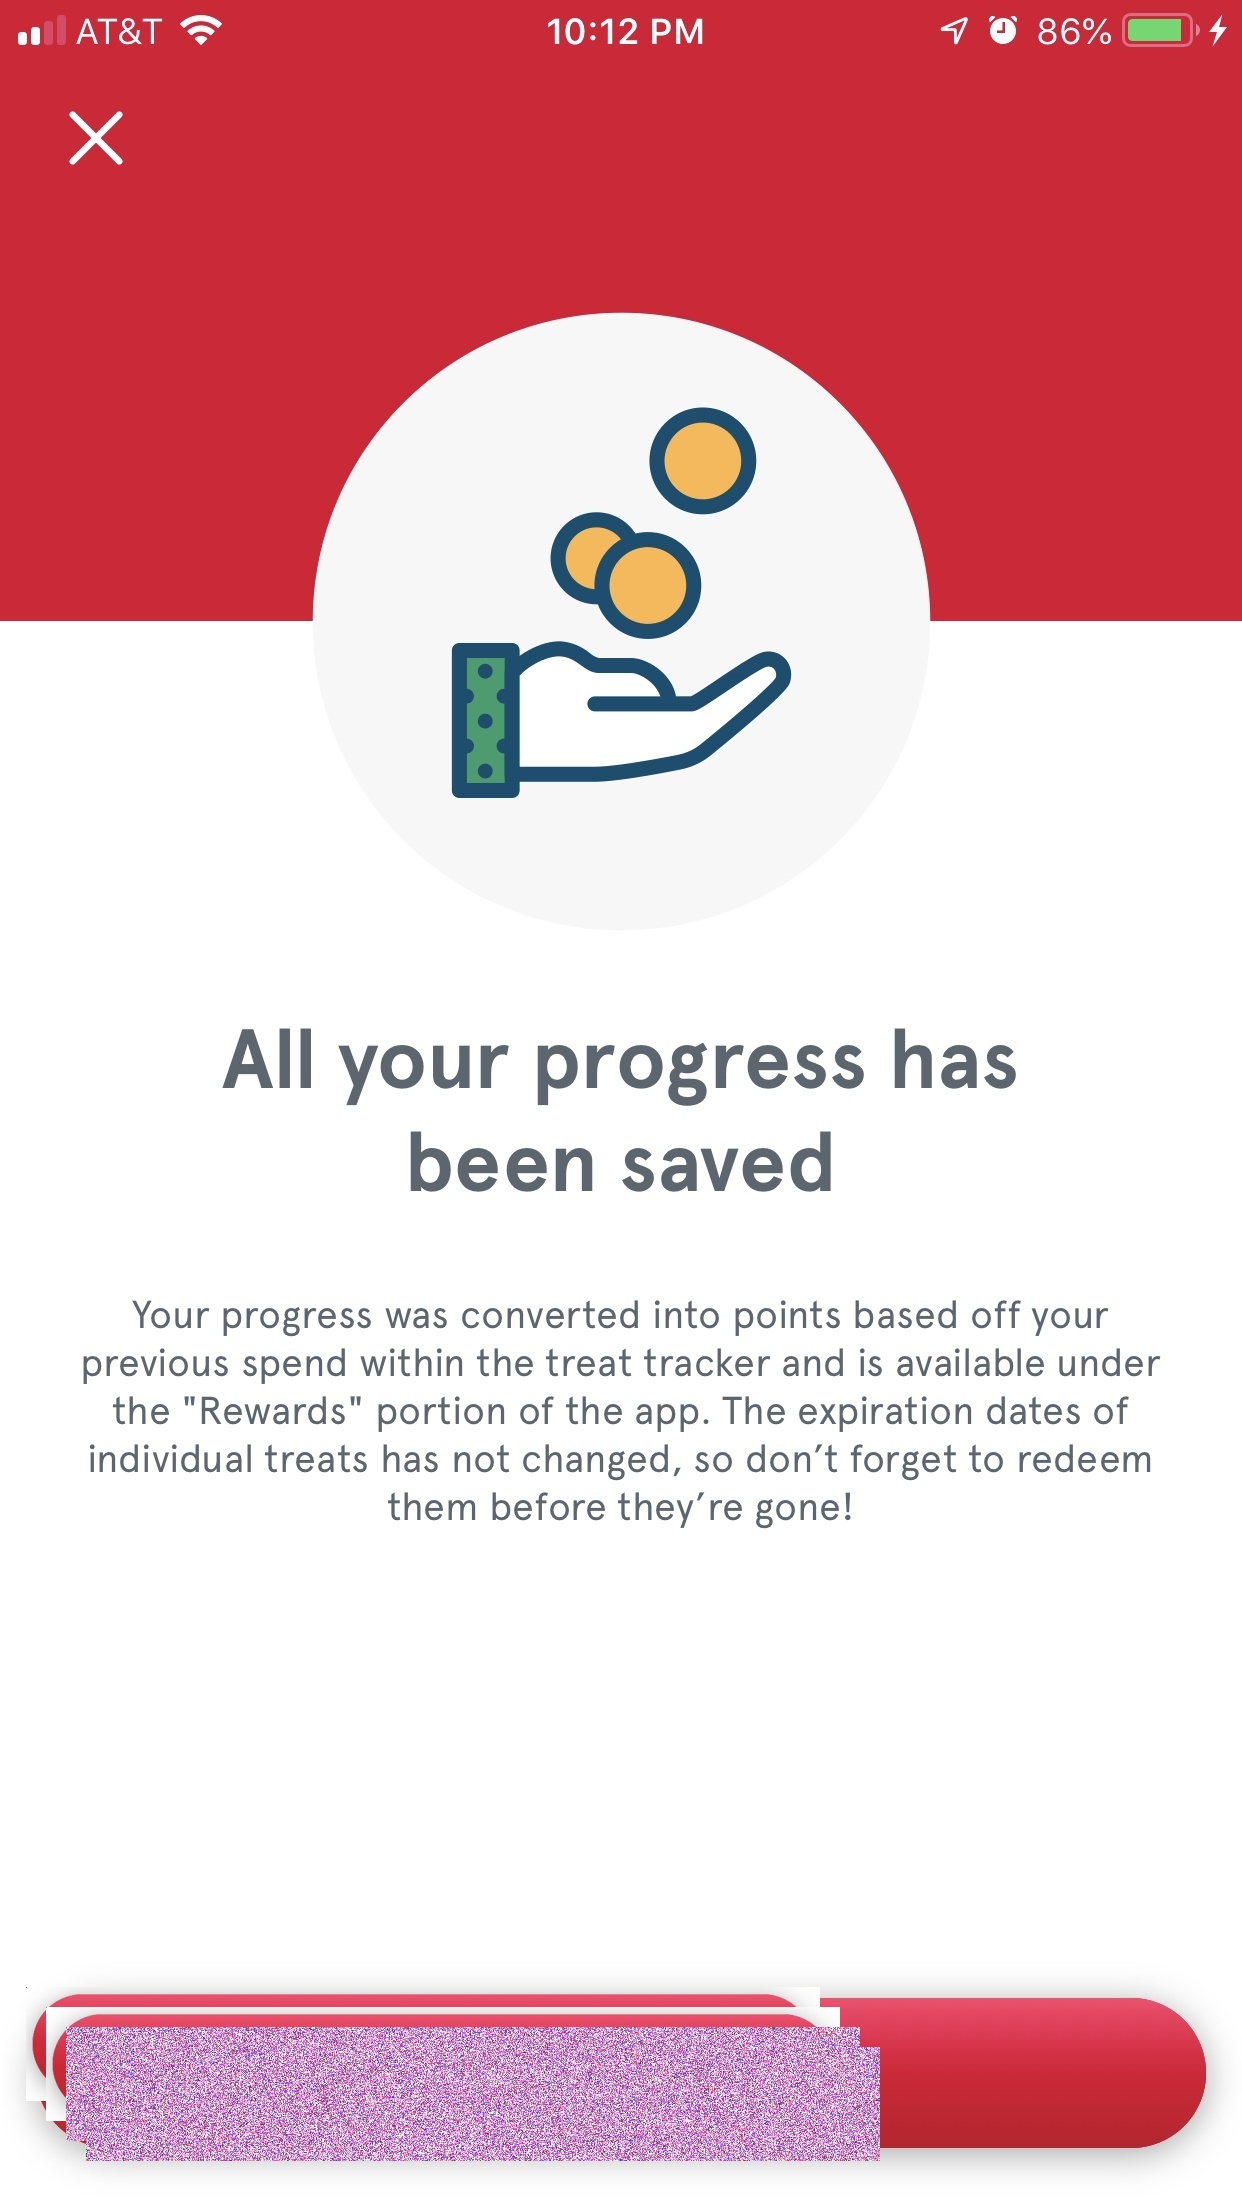 AT&T 10:12 PM 86%
All your progress has
been saved
Your progress was converted into points based off your
previous spend within the treat tracker and is available under
the "Rewards" portion of the app. The expiration dates of
individual treats has not changed, so don’t forget to redeem
them before they’re gone!